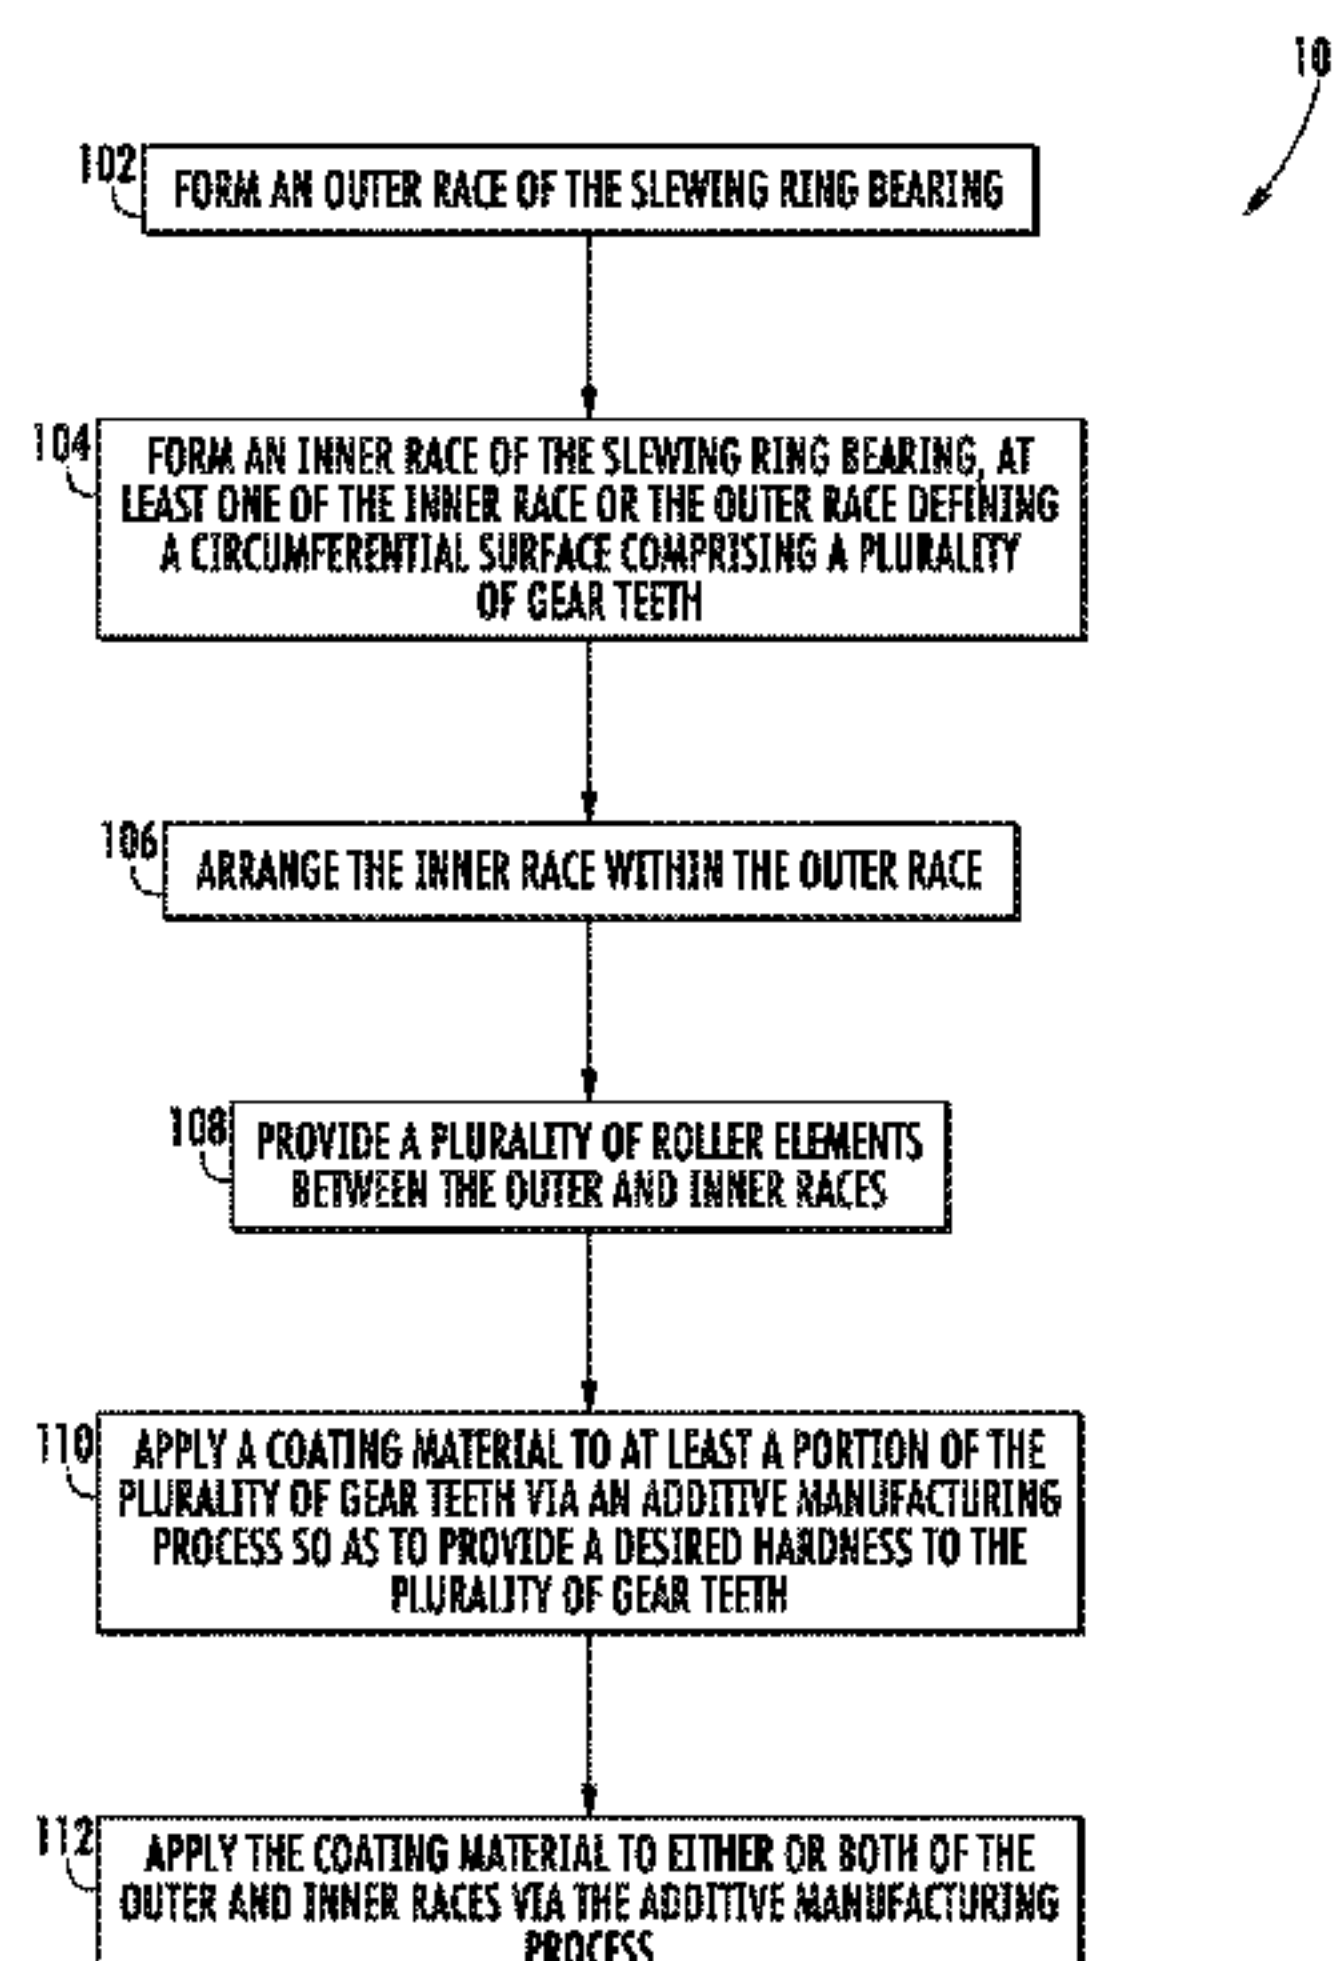 10
102
FORM AN OUTER RACE OF THE SLEWING RING BEARING
104
FORM AN INNER RACE OF THE SLEWING RING BEARING, AT
LEAST ONE OF THE INNER RACE OR THE OUTER RACE DEFINING
A CIRCUMFERENTIAL SURFACE COMPRISING A PLURALITY
OF GEAR TEETH
106
ARRANGE THE INNER RACE WITHIN THE OUTER RACE
108
PROVIDE A PLURALITY OF ROLLER ELEMENTS
BETWEEN THE OUTER AND INNER RACES
110
APPLY A COATING MATERIAL TO AT LEAST A PORTION OF THE
PLURALITY OF GEAR TEETH VIA AN ADDITIVE MANUFACTURING
PROCESS SO AS TO PROVIDE A DESIRED HARDNESS TO THE
PLURALITY OF GEAR TEETH
112
APPLY THE COATING MATERIAL TO EITHER OR BOTH OF THE
OUTER AND INNER RACES VIA THE ADDITIVE MANUFACTURING
PROCESS